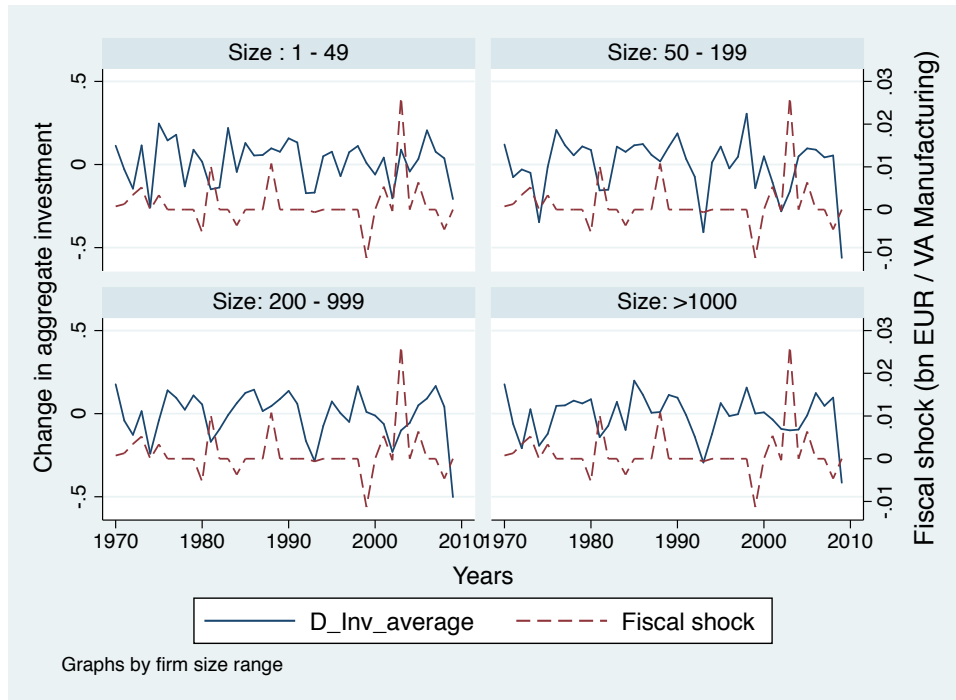 Size : 1 - 49
Size: 50 - 199
.5
0
-.5
.03
.02
.01
0
-.01
Size: 200 - 999
Size: >1000
.5
0
-.5
.03
.02
.01
0
-.01
Change in aggregate investment
Fiscal shock (bn EUR / VA Manufacturing)
1970 1980 1990 2000 2010
1970 1980 1990 2000 2010
Years
D_Inv_average Fiscal shock
Graphs by firm size range